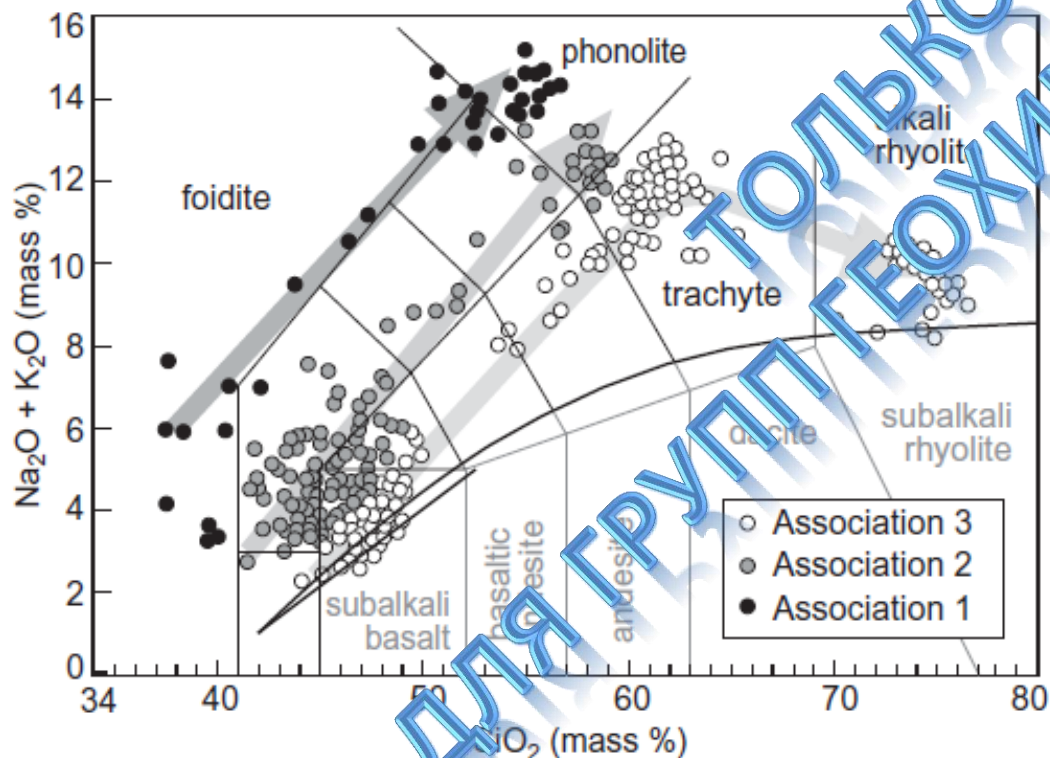 16
14
12
10
8
6
4
2
0
34
40
50
60
70
80
Na₂O + K₂O (mass %)
SiO₂ (mass %)
phonolite
foidite
alkali
rhyolite
trachyte
dacite
subalkali
rhyolite
subalkali
basalt
basaltic
andesite
andesite
Association 3
Association 2
Association 1
ТОЛЬКО
ДЛЯ ГРУПП ГЕОХИ